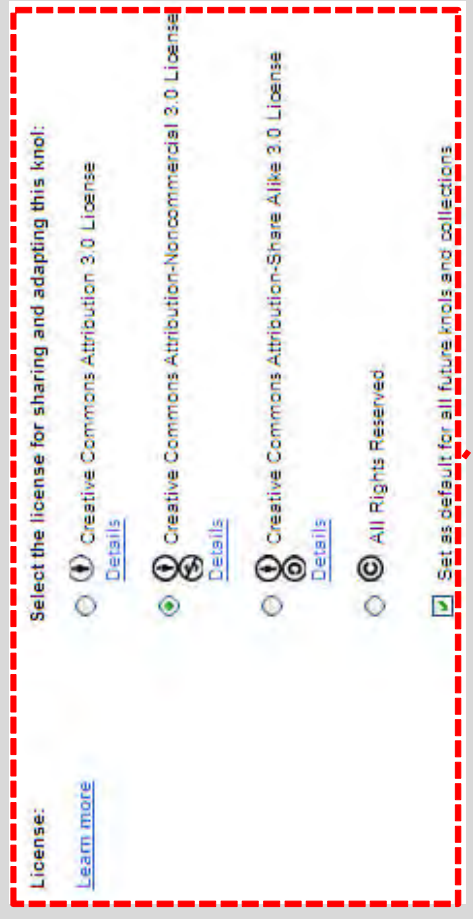 License:
Learn more
Select the license for sharing and adapting this knol:
Creative Commons Attribution 3.0 License
Details
Creative Commons Attribution-Noncommercial 3.0 License
Details
Creative Commons Attribution-Share Alike 3.0 License
Details
© All Rights Reserved.
Set as default for all future knols and collections.